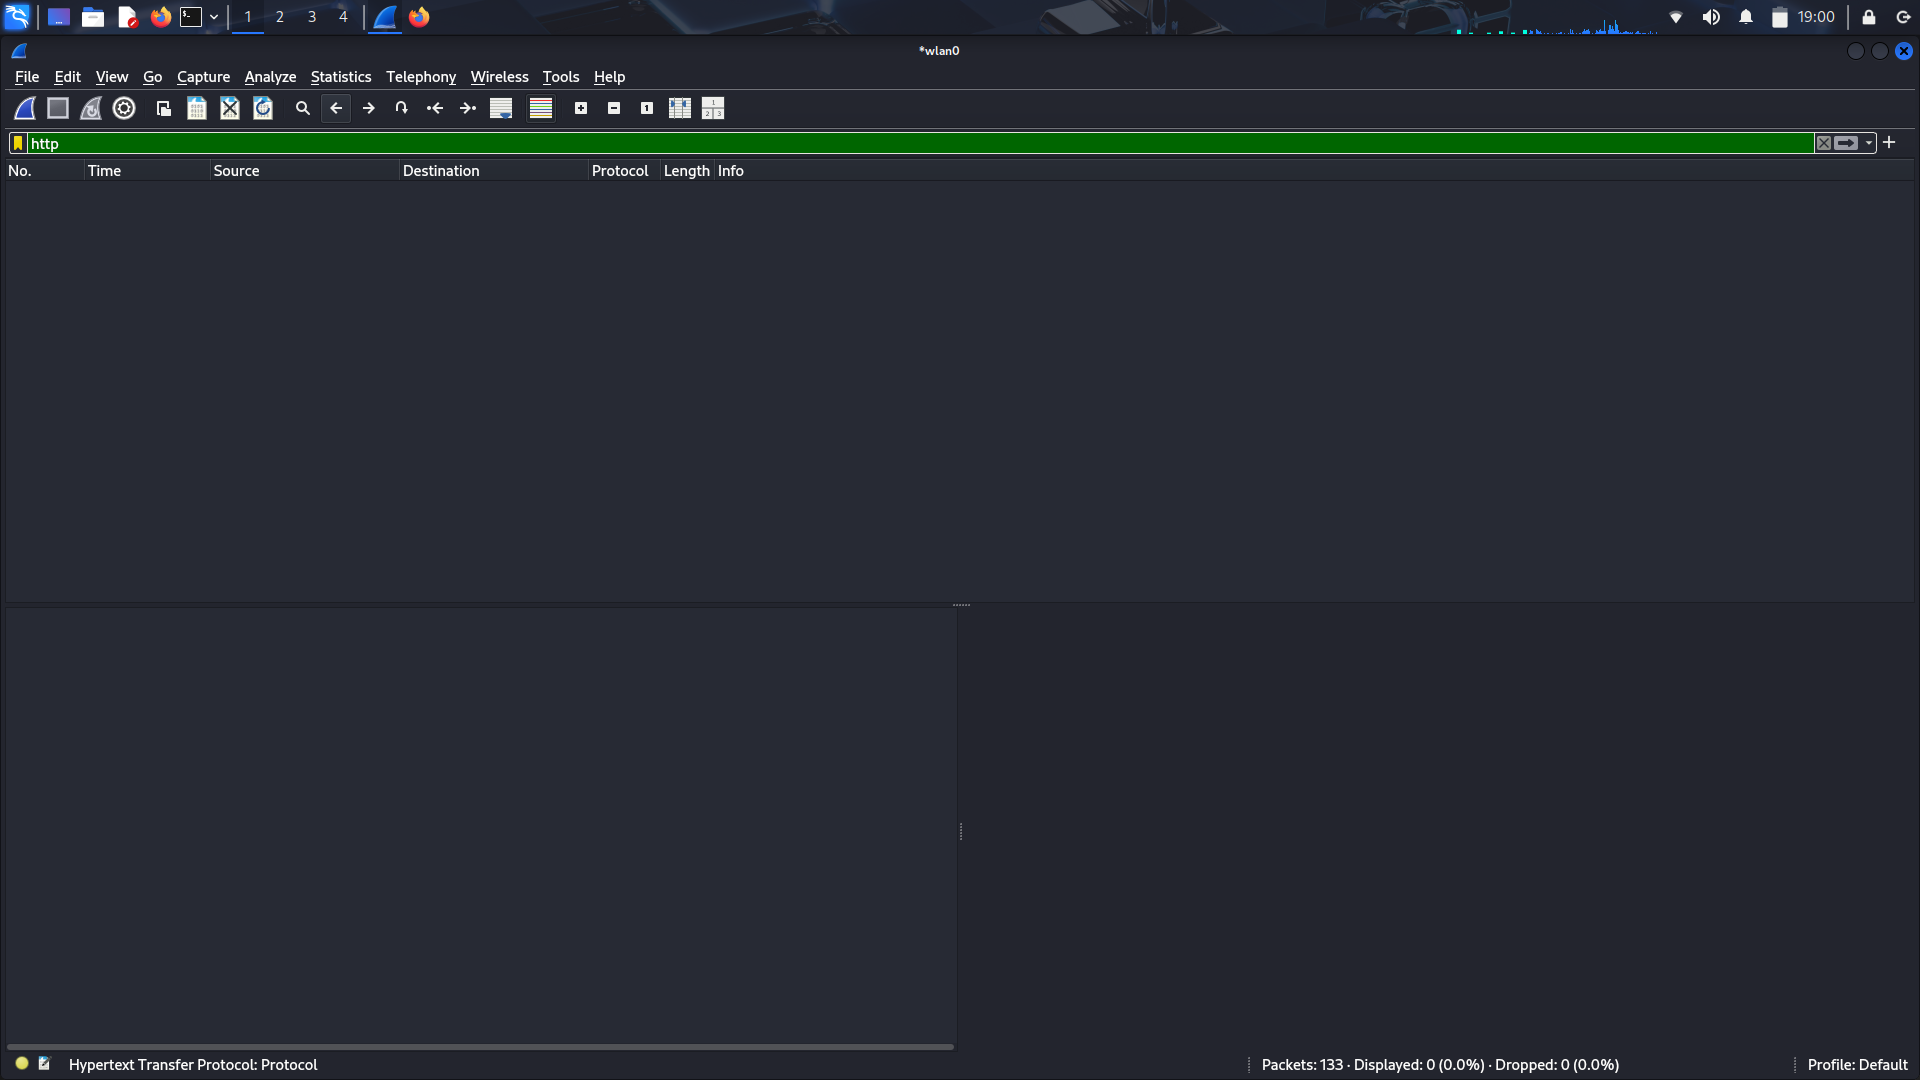 1 2 3 4 19:00
*wlan0
File Edit View Go Capture Analyze Statistics Telephony Wireless Tools Help
http
No. Time Source Destination Protocol Length Info
Hypertext Transfer Protocol: Protocol Packets: 133 · Displayed: 0 (0.0%) · Dropped: 0 (0.0%) Profile: Default